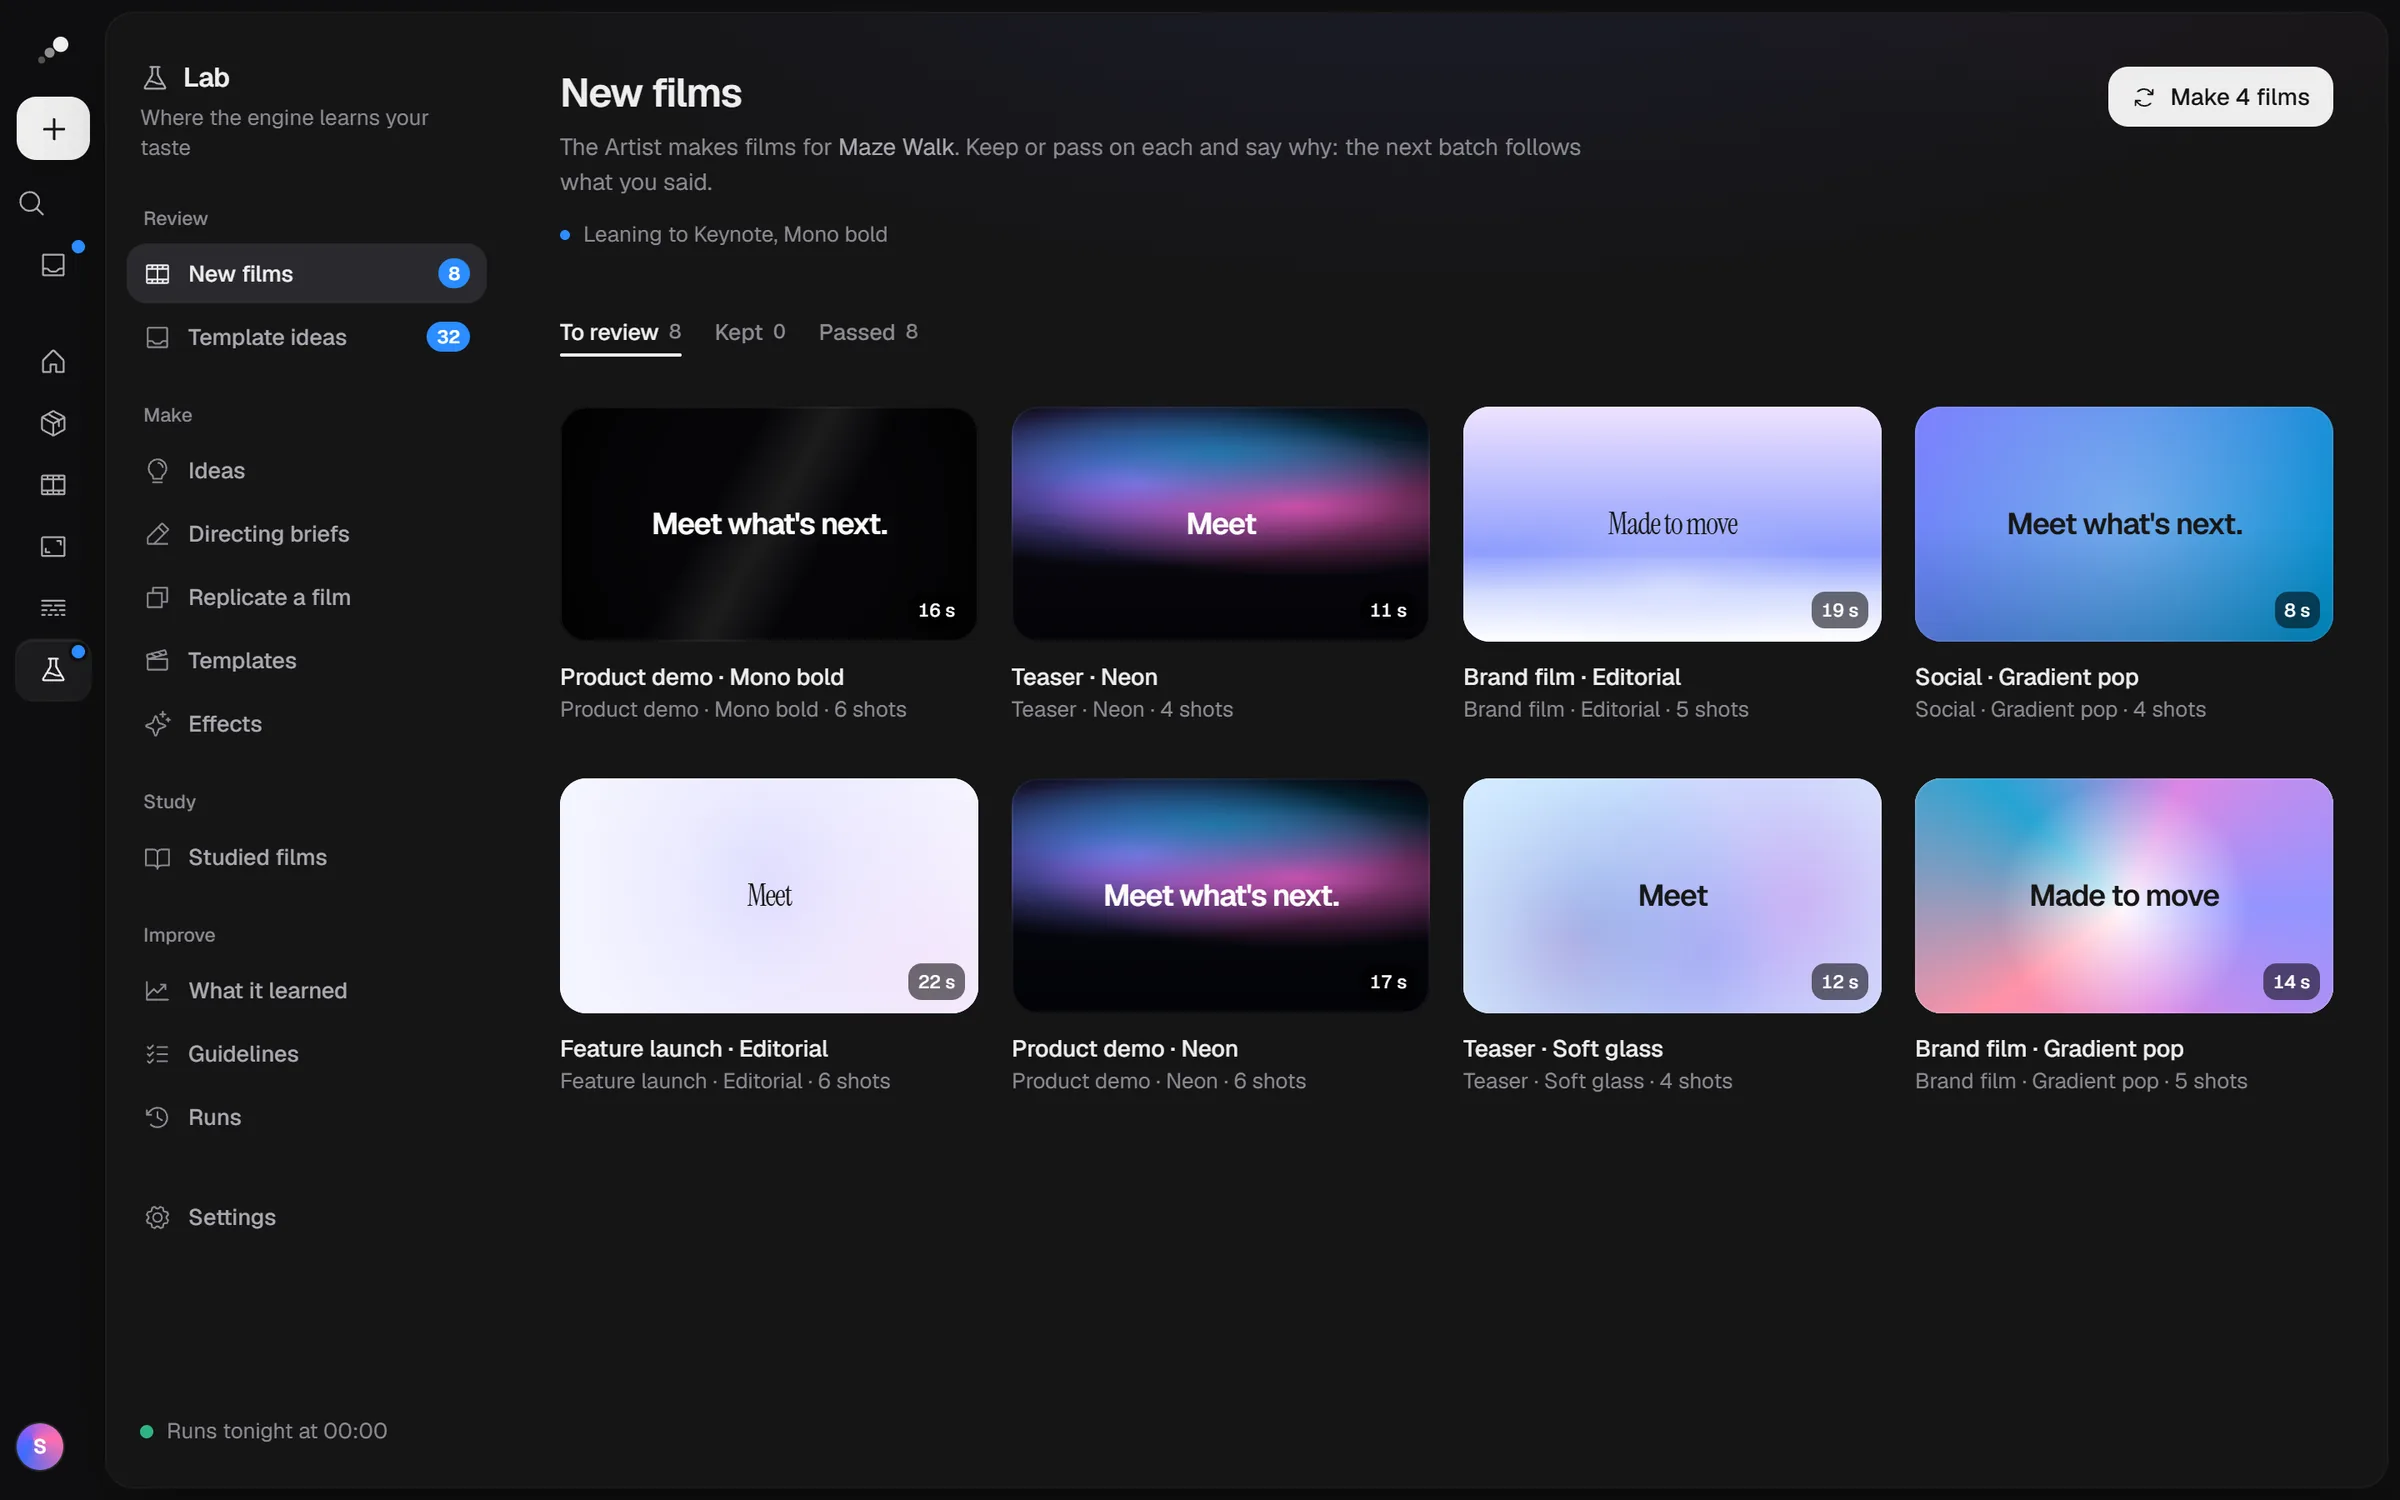 Lab
Where the engine learns your
taste
Review
New films 8
Template ideas 32
Make
Ideas
Directing briefs
Replicate a film
Templates
Effects
Study
Studied films
Improve
What it learned
Guidelines
Runs
Settings
Runs tonight at 00:00
S
New films
Make 4 films
The Artist makes films for Maze Walk. Keep or pass on each and say why: the next batch follows
what you said.
Leaning to Keynote, Mono bold
To review 8 Kept 0 Passed 8
Meet what's next.
16 s
Product demo · Mono bold
Product demo · Mono bold · 6 shots
Meet
11 s
Teaser · Neon
Teaser · Neon · 4 shots
Made to move
19 s
Brand film · Editorial
Brand film · Editorial · 5 shots
Meet what's next.
8 s
Social · Gradient pop
Social · Gradient pop · 4 shots
Meet
22 s
Feature launch · Editorial
Feature launch · Editorial · 6 shots
Meet what's next.
17 s
Product demo · Neon
Product demo · Neon · 6 shots
Meet
12 s
Teaser · Soft glass
Teaser · Soft glass · 4 shots
Made to move
14 s
Brand film · Gradient pop
Brand film · Gradient pop · 5 shots